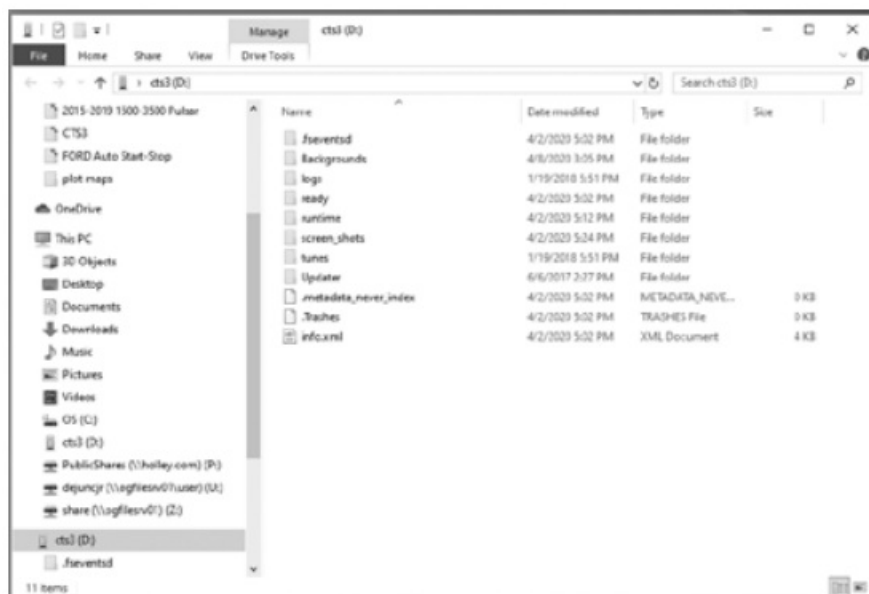 Manage cts3 (D:)
File Home Share View Drive Tools
cts3 (D:) Search cts3 (D:)
2015-2019 1500-3500 Pulsar
CTS3
FORD Auto Start-Stop
plot maps
OneDrive
This PC
3D Objects
Desktop
Documents
Downloads
Music
Pictures
Videos
OS (C:)
cts3 (D:)
PublicShares (\\holley.com) (P:)
dejuncjr (\\ogfilesrv01\user) (U:)
share (\\ogfilesrv01) (Z:)
cts3 (D:)
.fseventsd
Name Date modified Type Size
.fseventsd 4/2/2020 5:02 PM File folder
Backgrounds 4/8/2020 3:05 PM File folder
logs 1/19/2018 5:51 PM File folder
ready 4/2/2020 5:02 PM File folder
runtime 4/2/2020 5:12 PM File folder
screen_shots 4/2/2020 5:24 PM File folder
tunes 1/19/2018 5:51 PM File folder
Updater 6/6/2017 2:27 PM File folder
.metadata_never_index 4/2/2020 5:02 PM METADATA_NEVE... 0 KB
.Trashes 4/2/2020 5:02 PM TRASHES File 0 KB
info.xml 4/2/2020 5:02 PM XML Document 4 KB
11 items